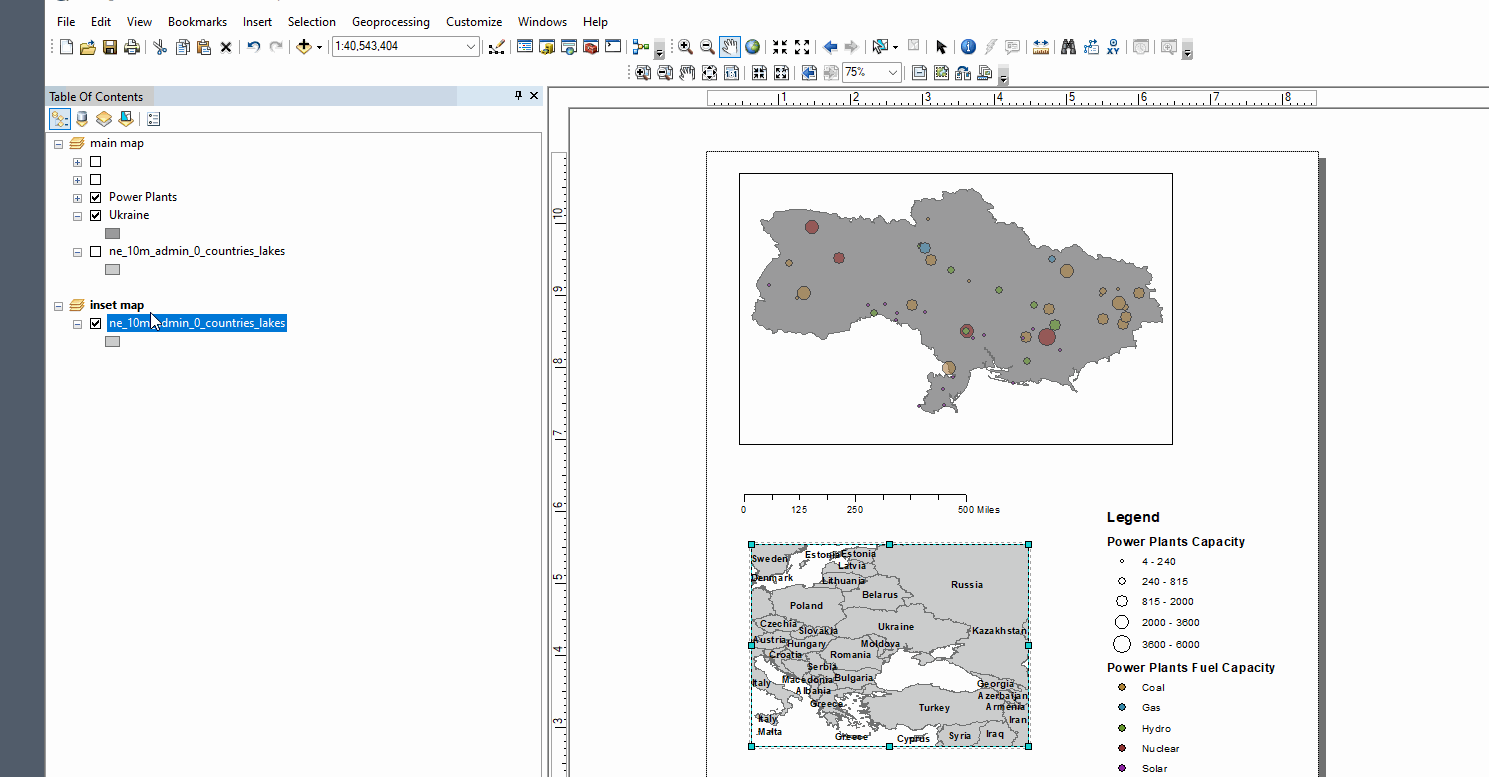 File Edit View Bookmarks Insert Selection Geoprocessing Customize Windows Help
1:40,543,404
75%
Table Of Contents
1 2 3 4 5 6 7 8
main map
Power Plants
Ukraine
ne_10m_admin_0_countries_lakes
inset map
ne_10m_admin_0_countries_lakes
10
9
8
7
6
5
4
3
0 125 250 500 Miles
Sweden Estonia Estonia
Latvia
Denmark Lithuania
Belarus
Russia
Poland
Czechia
Slovakia
Ukraine
Kazakhstan
Austria Hungary Moldova
Croatia Romania
Serbia
Italy Macedonia Bulgaria
Albania
Georgia
Azerbaijan
Greece Turkey Armenia
Iran
Italy
Malta
Greece Cyprus Syria Iraq
Legend
Power Plants Capacity
4 - 240
240 - 815
815 - 2000
2000 - 3600
3600 - 6000
Power Plants Fuel Capacity
Coal
Gas
Hydro
Nuclear
Solar